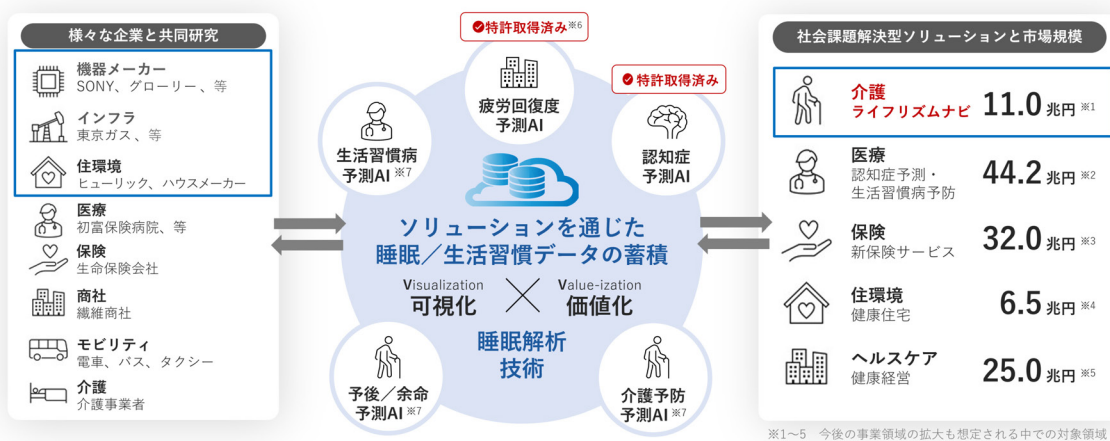 様々な企業と共同研究
機器メーカー
SONY、グローリー、等
インフラ
東京ガス、等
住環境
ヒューリック、ハウスメーカー
医療
初富保険病院、等
保険
生命保険会社
商社
繊維商社
モビリティ
電車、バス、タクシー
介護
介護事業者
特許取得済み※6
疲労回復度
予測AI
特許取得済み
認知症
予測AI
生活習慣病
予測AI※7
ソリューションを通じた
睡眠／生活習慣データの蓄積
Visualization
可視化
Value-ization
価値化
睡眠解析
技術
予後／余命
予測AI※7
介護予防
予測AI※7
社会課題解決型ソリューションと市場規模
介護
ライフリズムナビ
11.0兆円※1
医療
認知症予測・
生活習慣病予防
44.2兆円※2
保険
新保険サービス
32.0兆円※3
住環境
健康住宅
6.5兆円※4
ヘルスケア
健康経営
25.0兆円※5
※1～5 今後の事業領域の拡大も想定される中での対象領域